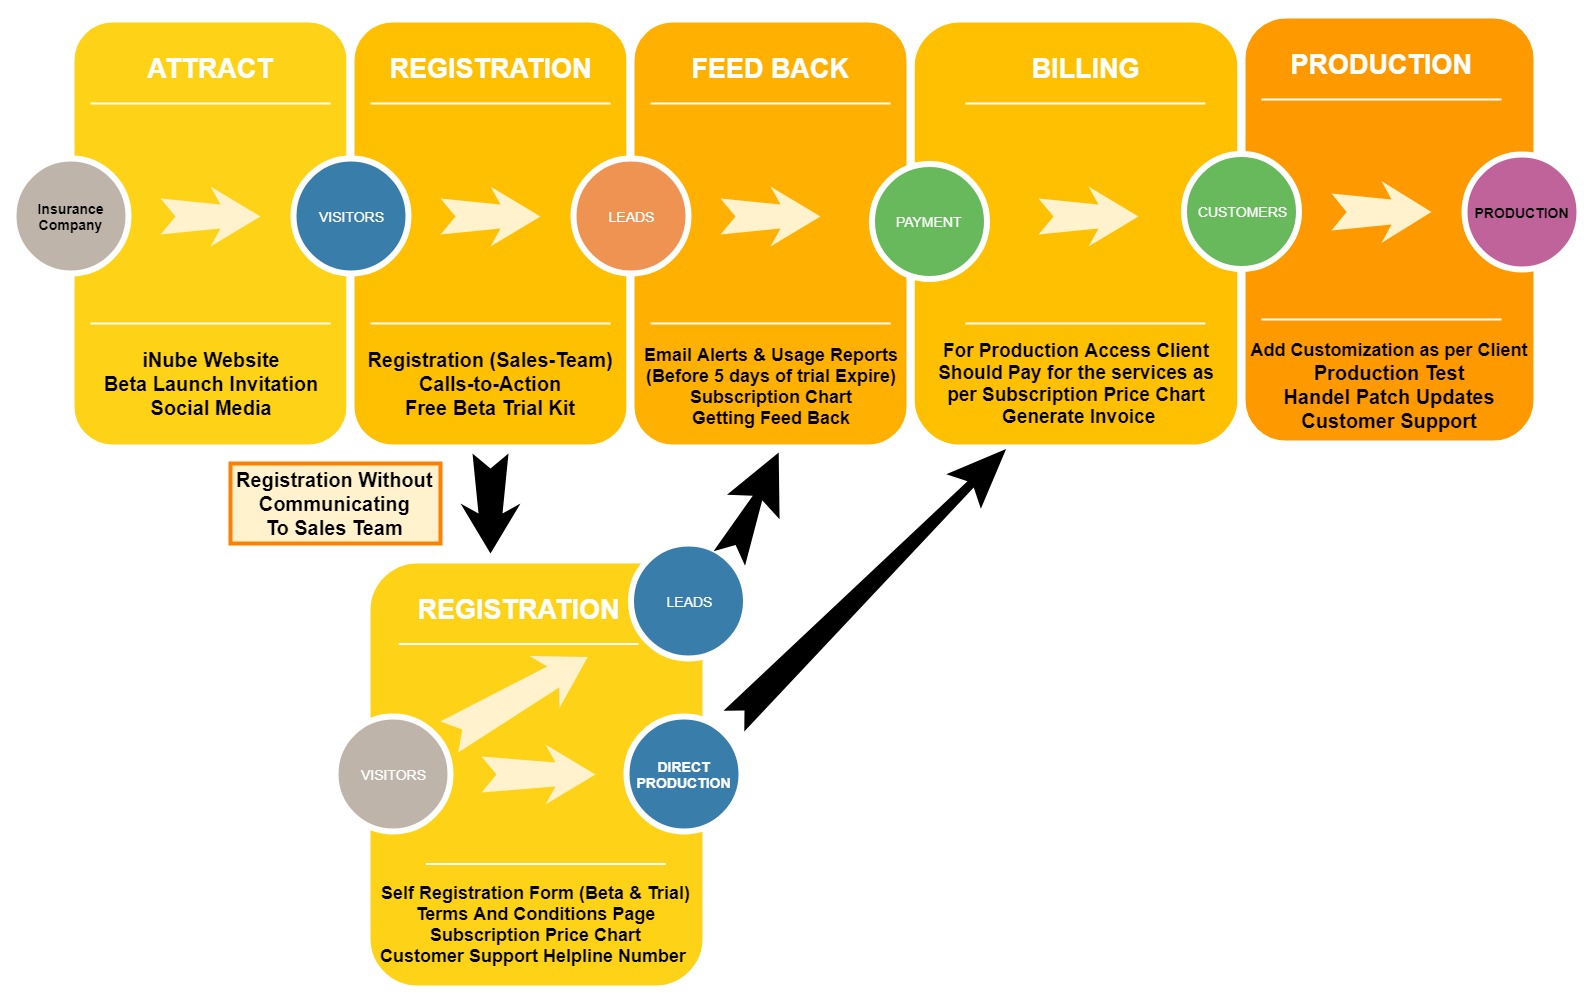 ATTRACT
REGISTRATION
FEED BACK
BILLING
PRODUCTION
Insurance
Company
VISITORS
LEADS
PAYMENT
CUSTOMERS
PRODUCTION
iNube Website
Beta Launch Invitation
Social Media
Registration (Sales-Team)
Calls-to-Action
Free Beta Trial Kit
Email Alerts & Usage Reports
(Before 5 days of trial Expire)
Subscription Chart
Getting Feed Back
For Production Access Client
Should Pay for the services as
per Subscription Price Chart
Generate Invoice
Add Customization as per Client
Production Test
Handel Patch Updates
Customer Support
Registration Without
Communicating
To Sales Team
REGISTRATION
LEADS
VISITORS
DIRECT
PRODUCTION
Self Registration Form (Beta & Trial)
Terms And Conditions Page
Subscription Price Chart
Customer Support Helpline Number